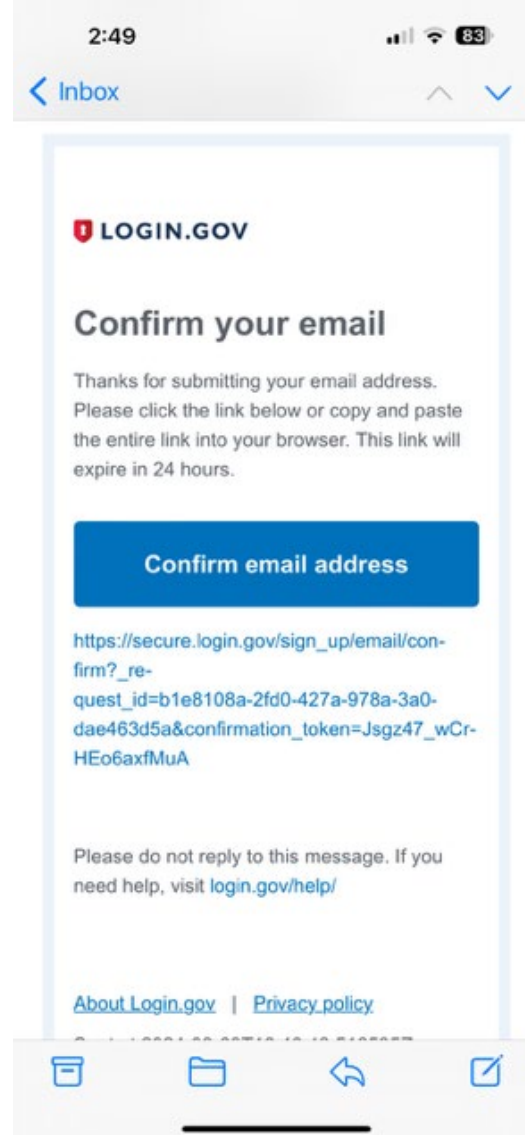 2:49
83
Inbox
LOGIN.GOV
Confirm your email
Thanks for submitting your email address.
Please click the link below or copy and paste
the entire link into your browser. This link will
expire in 24 hours.
Confirm email address
https://secure.login.gov/sign_up/email/con-
firm?_re-
quest_id=b1e8108a-2fd0-427a-978a-3a0-
dae463d5a&confirmation_token=Jsgz47_wCr-
HEo6axfMuA
Please do not reply to this message. If you
need help, visit login.gov/help/
About Login.gov | Privacy policy